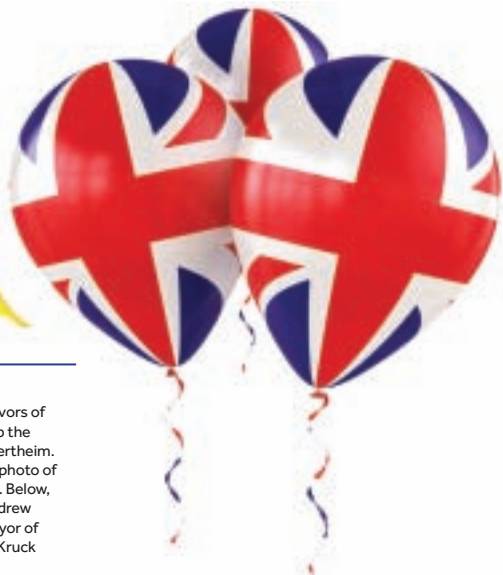 vors of
o the
ertheim.
photo of
. Below,
drew
yor of
Kruck